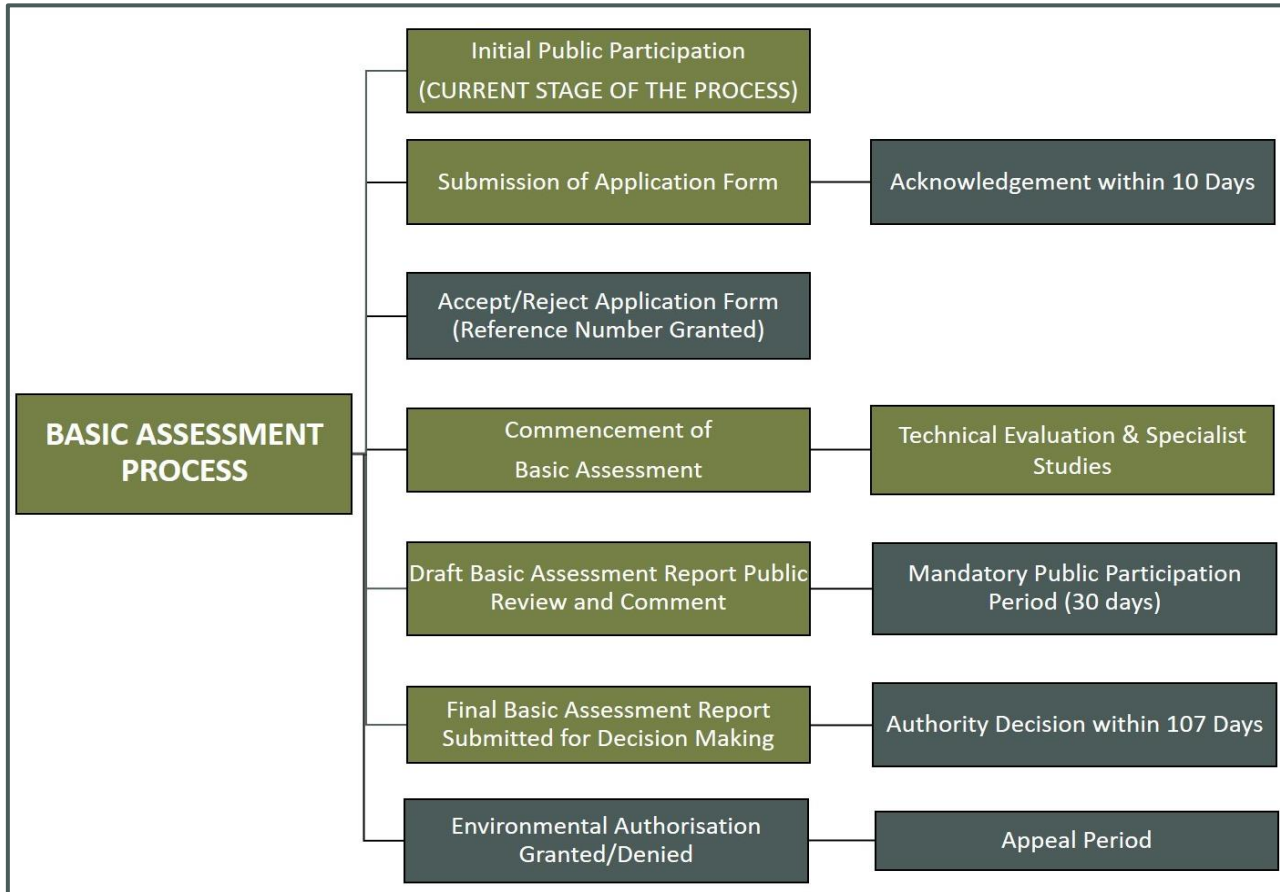 Initial Public Participation
(CURRENT STAGE OF THE PROCESS)
Submission of Application Form
Acknowledgement within 10 Days
Accept/Reject Application Form
(Reference Number Granted)
BASIC ASSESSMENT
PROCESS
Commencement of
Basic Assessment
Technical Evaluation & Specialist
Studies
Draft Basic Assessment Report Public
Review and Comment
Mandatory Public Participation
Period (30 days)
Final Basic Assessment Report
Submitted for Decision Making
Authority Decision within 107 Days
Environmental Authorisation
Granted/Denied
Appeal Period